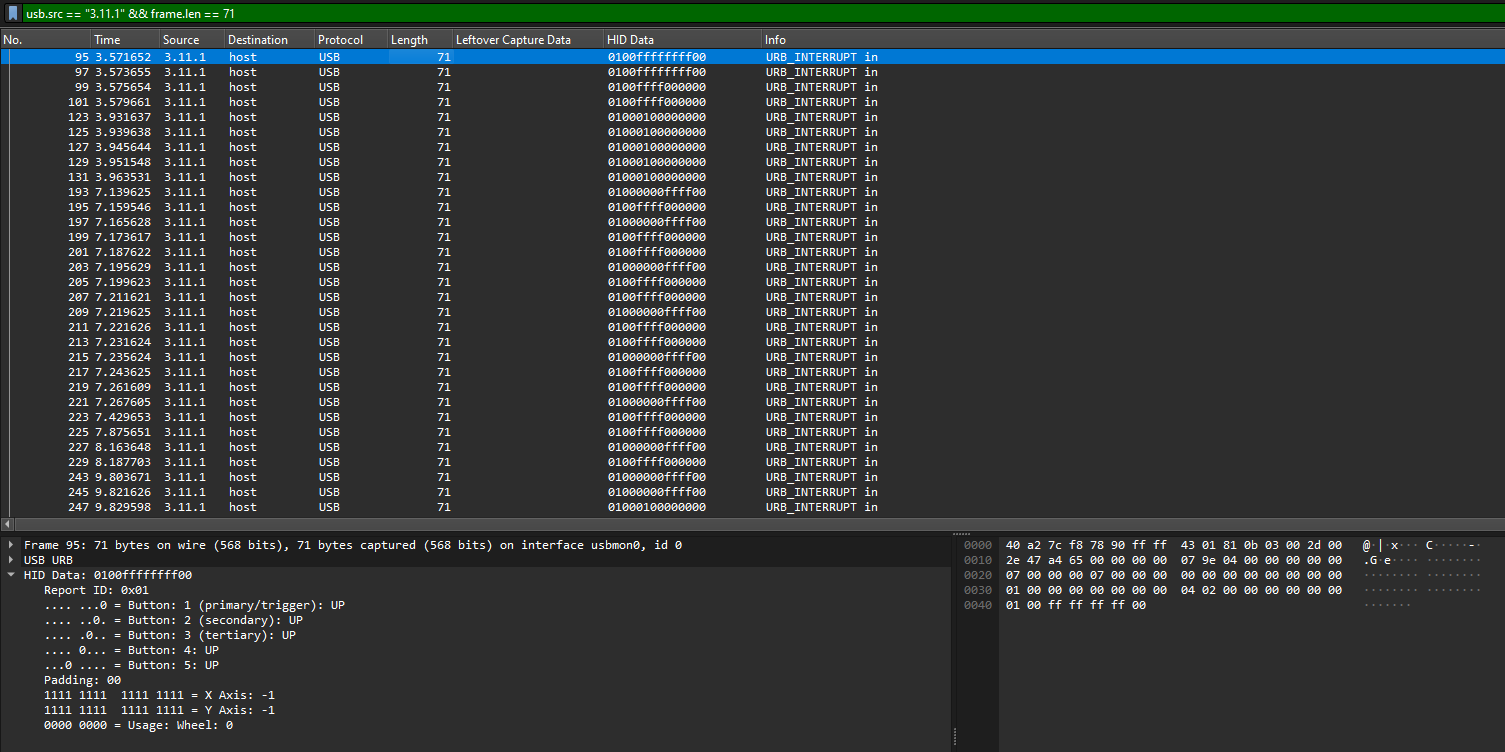 usb.src == "3.11.1" && frame.len == 71
No. Time Source Destination Protocol Length Leftover Capture Data HID Data Info
95 3.571652 3.11.1 host USB 71 0100ffffffff00 URB_INTERRUPT in
97 3.573655 3.11.1 host USB 71 0100ffffffff00 URB_INTERRUPT in
99 3.575654 3.11.1 host USB 71 0100ffff000000 URB_INTERRUPT in
101 3.579661 3.11.1 host USB 71 0100ffff000000 URB_INTERRUPT in
123 3.931637 3.11.1 host USB 71 01000100000000 URB_INTERRUPT in
125 3.939638 3.11.1 host USB 71 01000100000000 URB_INTERRUPT in
127 3.945644 3.11.1 host USB 71 01000100000000 URB_INTERRUPT in
129 3.951548 3.11.1 host USB 71 01000100000000 URB_INTERRUPT in
131 3.963531 3.11.1 host USB 71 01000100000000 URB_INTERRUPT in
193 7.139625 3.11.1 host USB 71 01000000ffff00 URB_INTERRUPT in
195 7.159546 3.11.1 host USB 71 0100ffff000000 URB_INTERRUPT in
197 7.165628 3.11.1 host USB 71 01000000ffff00 URB_INTERRUPT in
199 7.173617 3.11.1 host USB 71 0100ffff000000 URB_INTERRUPT in
201 7.187622 3.11.1 host USB 71 0100ffff000000 URB_INTERRUPT in
203 7.195629 3.11.1 host USB 71 01000000ffff00 URB_INTERRUPT in
205 7.199623 3.11.1 host USB 71 0100ffff000000 URB_INTERRUPT in
207 7.211621 3.11.1 host USB 71 0100ffff000000 URB_INTERRUPT in
209 7.219625 3.11.1 host USB 71 01000000ffff00 URB_INTERRUPT in
211 7.221626 3.11.1 host USB 71 0100ffff000000 URB_INTERRUPT in
213 7.231624 3.11.1 host USB 71 0100ffff000000 URB_INTERRUPT in
215 7.235624 3.11.1 host USB 71 01000000ffff00 URB_INTERRUPT in
217 7.243625 3.11.1 host USB 71 0100ffff000000 URB_INTERRUPT in
219 7.261609 3.11.1 host USB 71 0100ffff000000 URB_INTERRUPT in
221 7.267605 3.11.1 host USB 71 01000000ffff00 URB_INTERRUPT in
223 7.429653 3.11.1 host USB 71 0100ffff000000 URB_INTERRUPT in
225 7.875651 3.11.1 host USB 71 0100ffff000000 URB_INTERRUPT in
227 8.163648 3.11.1 host USB 71 01000000ffff00 URB_INTERRUPT in
229 8.187703 3.11.1 host USB 71 0100ffff000000 URB_INTERRUPT in
243 9.803671 3.11.1 host USB 71 01000000ffff00 URB_INTERRUPT in
245 9.821626 3.11.1 host USB 71 01000000ffff00 URB_INTERRUPT in
247 9.829598 3.11.1 host USB 71 01000100000000 URB_INTERRUPT in
Frame 95: 71 bytes on wire (568 bits), 71 bytes captured (568 bits) on interface usbmon0, id 0
USB URB
HID Data: 0100ffffffff00
Report ID: 0x01
.... ...0 = Button: 1 (primary/trigger): UP
.... ..0. = Button: 2 (secondary): UP
.... .0.. = Button: 3 (tertiary): UP
.... 0... = Button: 4: UP
...0 .... = Button: 5: UP
Padding: 00
1111 1111 1111 1111 = X Axis: -1
1111 1111 1111 1111 = Y Axis: -1
0000 0000 = Usage: Wheel: 0
0000 40 a2 7c f8 78 90 ff ff 43 01 81 0b 03 00 2d 00 @·|·x··· C·····-·
0010 2e 47 a4 65 00 00 00 00 07 9e 04 00 00 00 00 00 .G·e···· ········
0020 07 00 00 00 07 00 00 00 00 00 00 00 00 00 00 00 ········ ········
0030 01 00 00 00 00 00 00 00 04 02 00 00 00 00 00 00 ········ ········
0040 01 00 ff ff ff ff 00 ·······